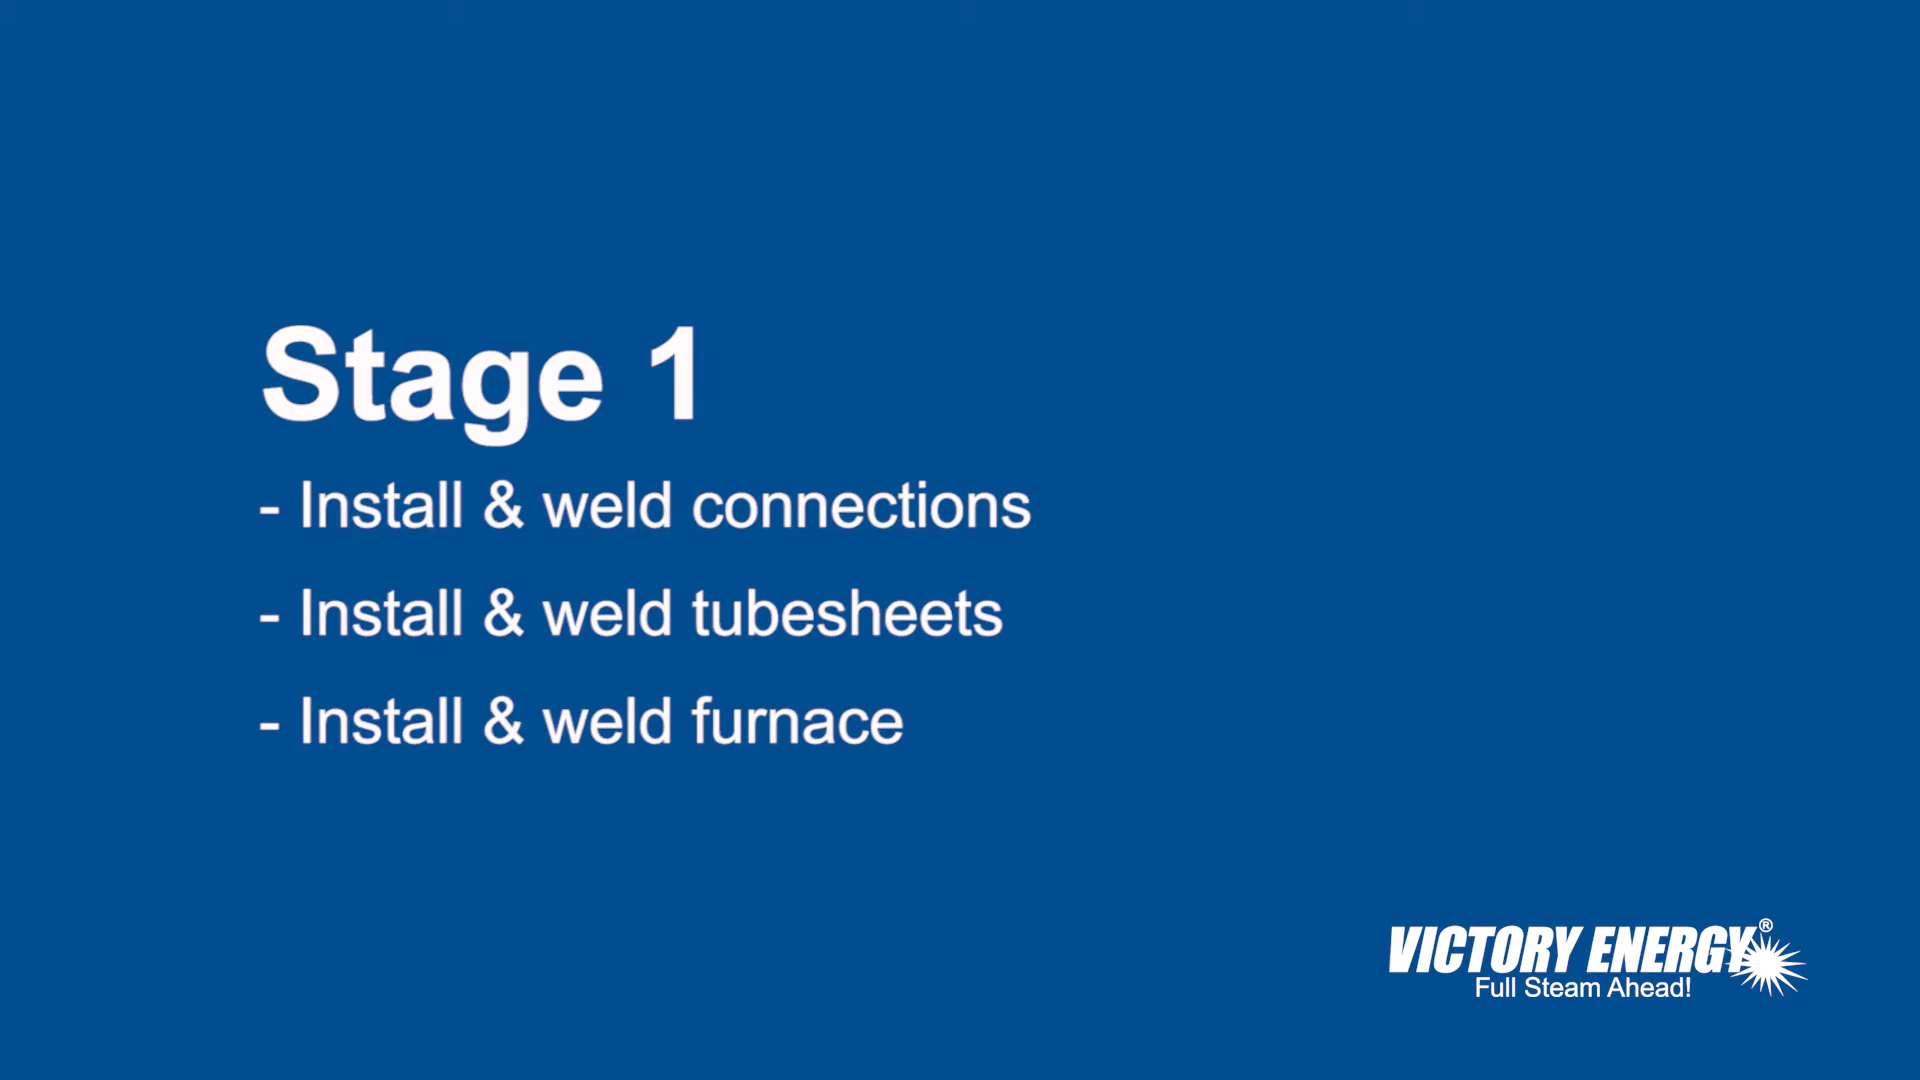 Stage 1
- Install & weld connections
- Install & weld tubesheets
- Install & weld furnace
VICTORY ENERGY®
Full Steam Ahead!